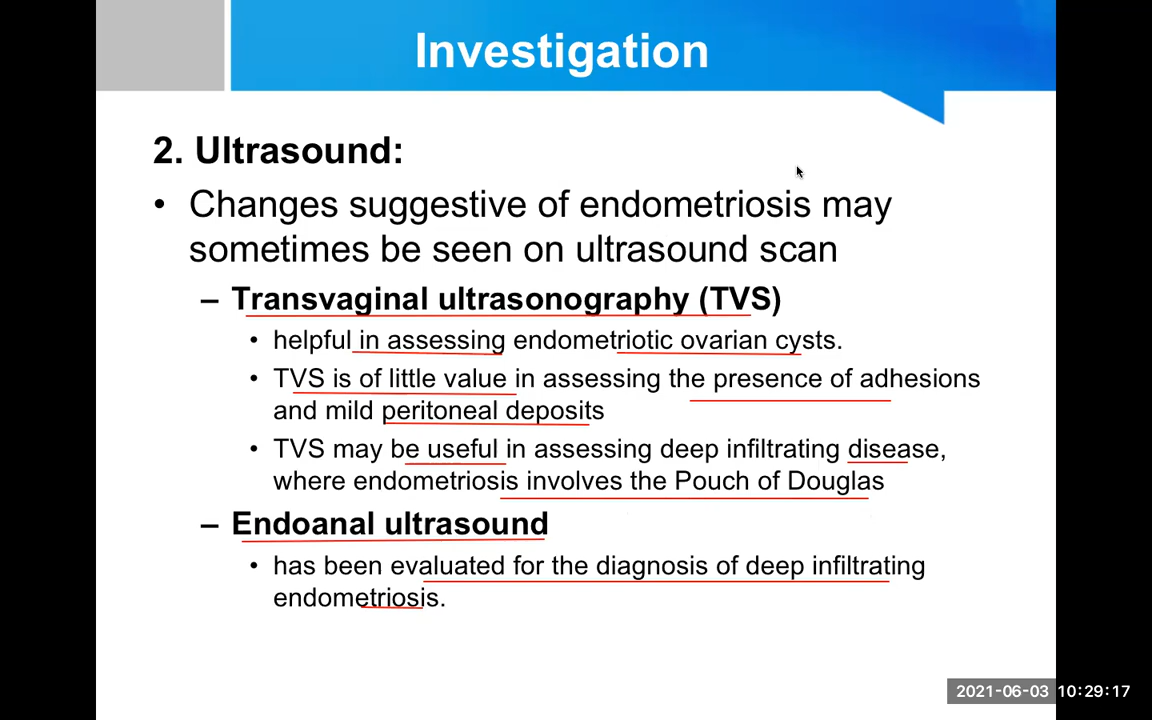 Investigation
2. Ultrasound:
• Changes suggestive of endometriosis may
sometimes be seen on ultrasound scan
– Transvaginal ultrasonography (TVS)
• helpful in assessing endometriotic ovarian cysts.
• TVS is of little value in assessing the presence of adhesions
and mild peritoneal deposits
• TVS may be useful in assessing deep infiltrating disease,
where endometriosis involves the Pouch of Douglas
– Endoanal ultrasound
• has been evaluated for the diagnosis of deep infiltrating
endometriosis.
2021-06-03 10:29:17